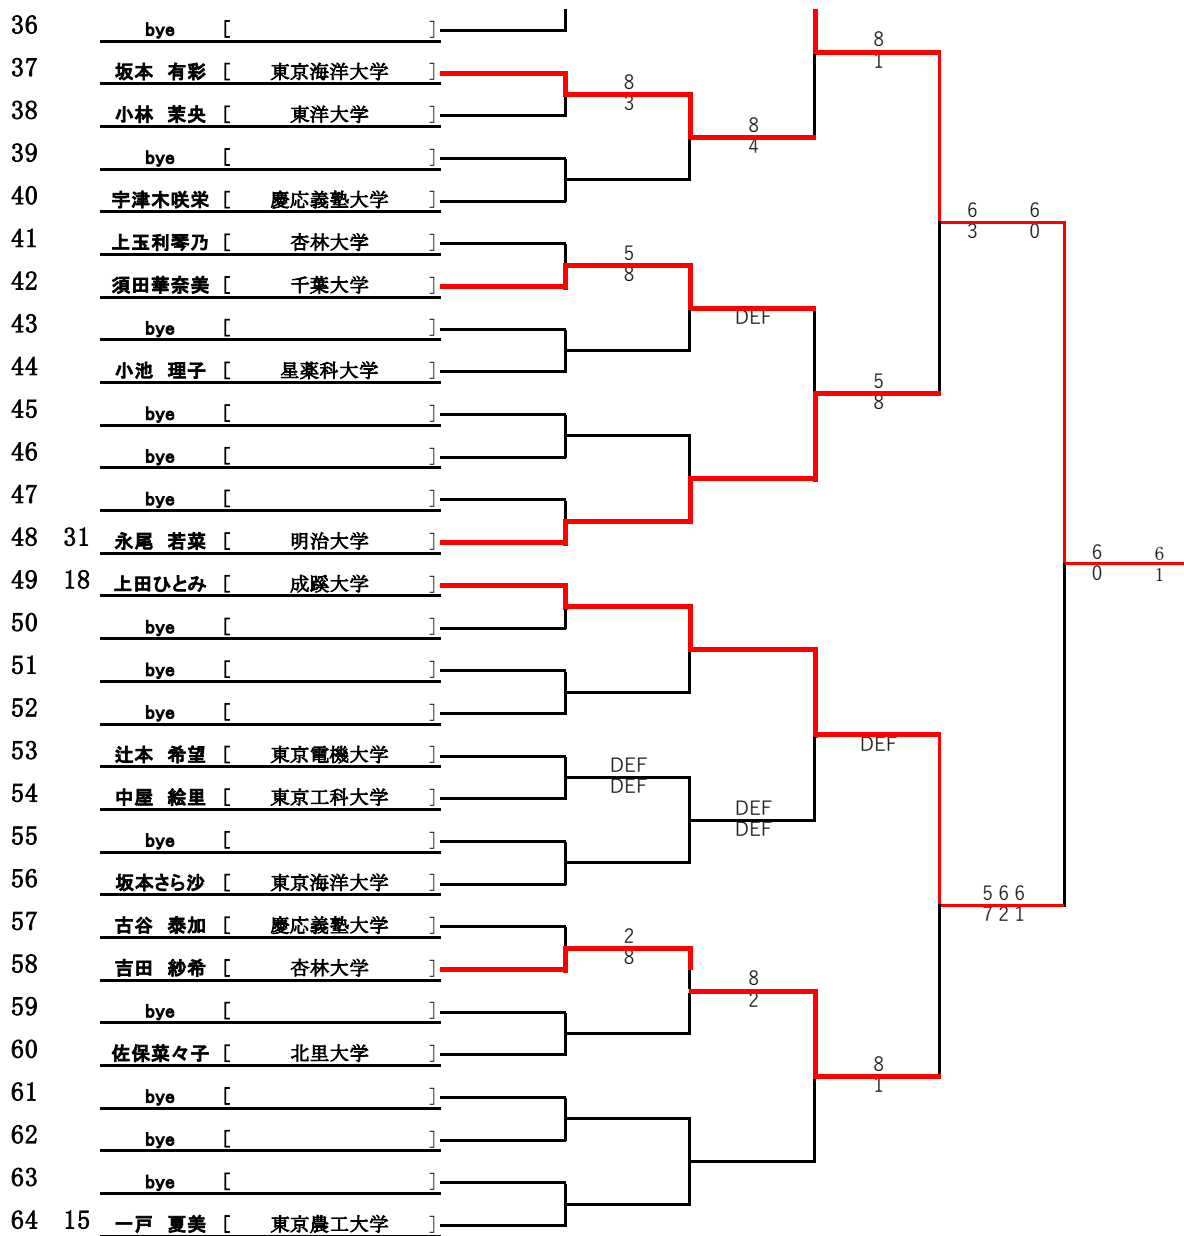 36 bye [ ]
8
1
37 坂本 有彩 [ 東京海洋大学 ]
8
3
38 小林 茉央 [ 東洋大学 ]
8
4
39 bye [ ]
40 宇津木咲栄 [ 慶応義塾大学 ]
6 6
3 0
41 上玉利琴乃 [ 杏林大学 ]
5
8
42 須田華奈美 [ 千葉大学 ]
DEF
43 bye [ ]
44 小池 理子 [ 星薬科大学 ]
5
8
45 bye [ ]
46 bye [ ]
47 bye [ ]
48 31 永尾 若菜 [ 明治大学 ]
6 6
0 1
49 18 上田ひとみ [ 成蹊大学 ]
50 bye [ ]
51 bye [ ]
52 bye [ ]
DEF
53 辻本 希望 [ 東京電機大学 ]
DEF
DEF
54 中屋 絵里 [ 東京工科大学 ]
DEF
DEF
55 bye [ ]
56 坂本さら沙 [ 東京海洋大学 ]
5 6 6
7 2 1
57 古谷 泰加 [ 慶応義塾大学 ]
2
8
58 吉田 紗希 [ 杏林大学 ]
8
2
59 bye [ ]
60 佐保菜々子 [ 北里大学 ]
8
1
61 bye [ ]
62 bye [ ]
63 bye [ ]
64 15 一戸 夏美 [ 東京農工大学 ]